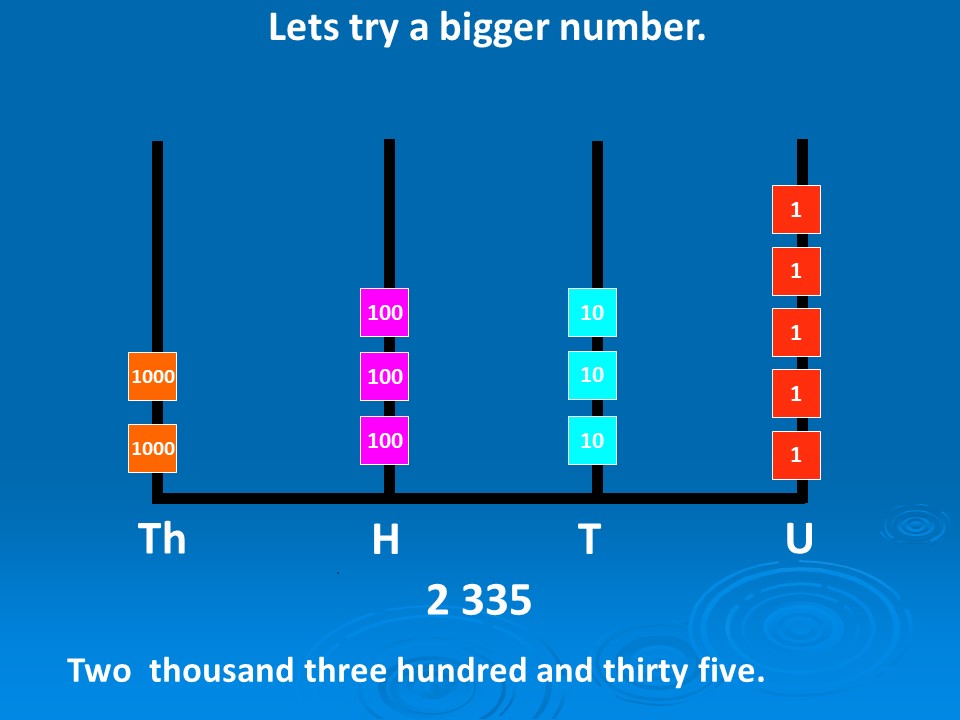 Lets try a bigger number.
1
1
100 10
1
1000 100 10
1
1000 100 10
1
Th H T U
2 335
Two thousand three hundred and thirty five.